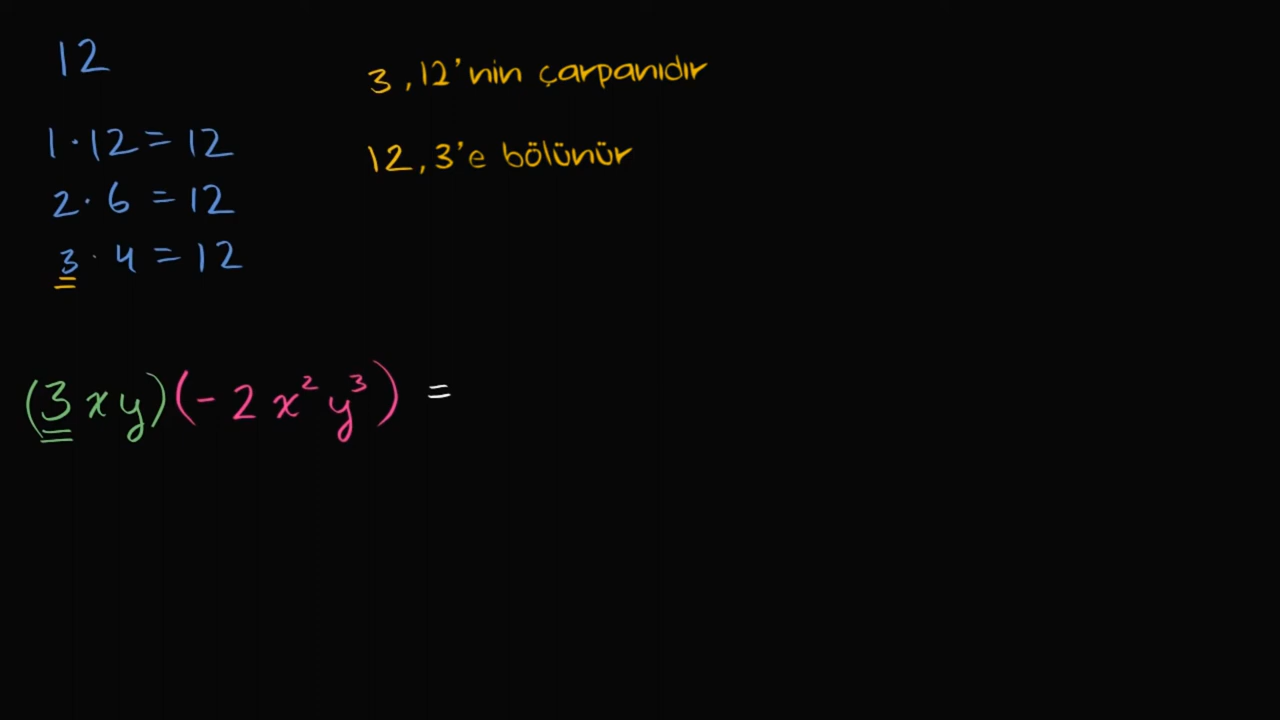 12
3, 12'nin çarpanıdır
1 · 12 = 12
12, 3'e bölünür
2 · 6 = 12
3 · 4 = 12
(3xy)(-2x²y³) =